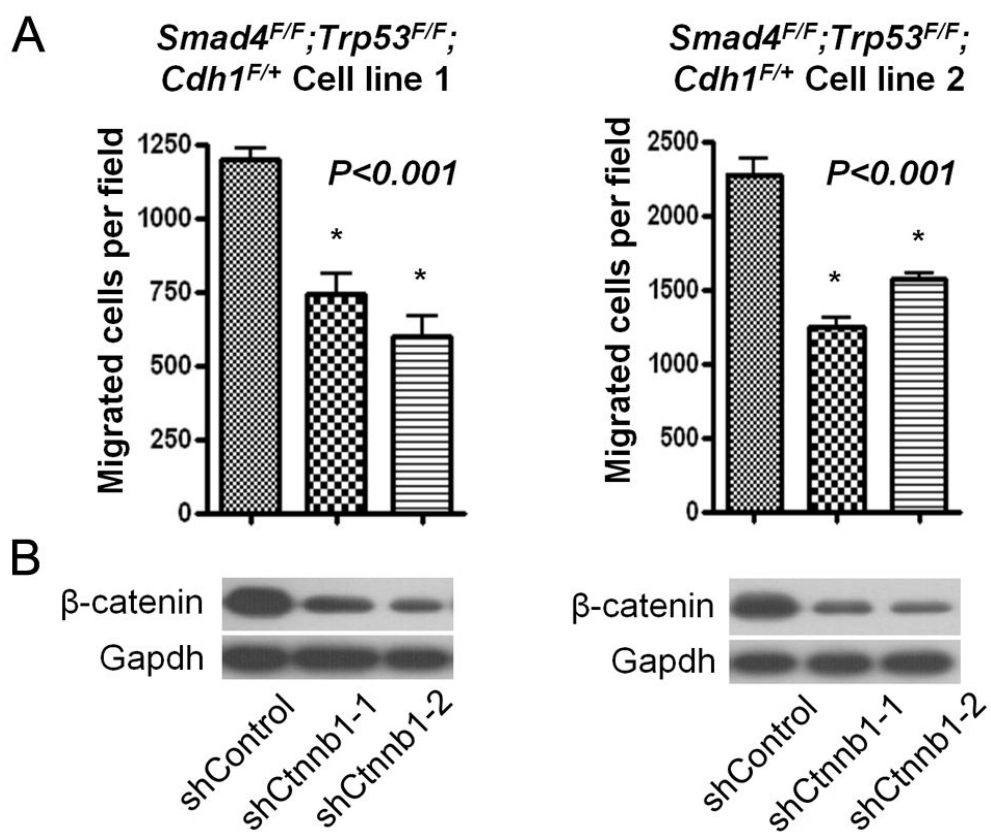 A
Smad4F/F;Trp53F/F;
Cdh1F/+ Cell line 1
Migrated cells per field
1250
1000
750
500
250
0
P<0.001
*
*
Smad4F/F;Trp53F/F;
Cdh1F/+ Cell line 2
Migrated cells per field
2500
2000
1500
1000
500
0
P<0.001
*
*
B
β-catenin
Gapdh
shControl
shCtnnb1-1
shCtnnb1-2
β-catenin
Gapdh
shControl
shCtnnb1-1
shCtnnb1-2